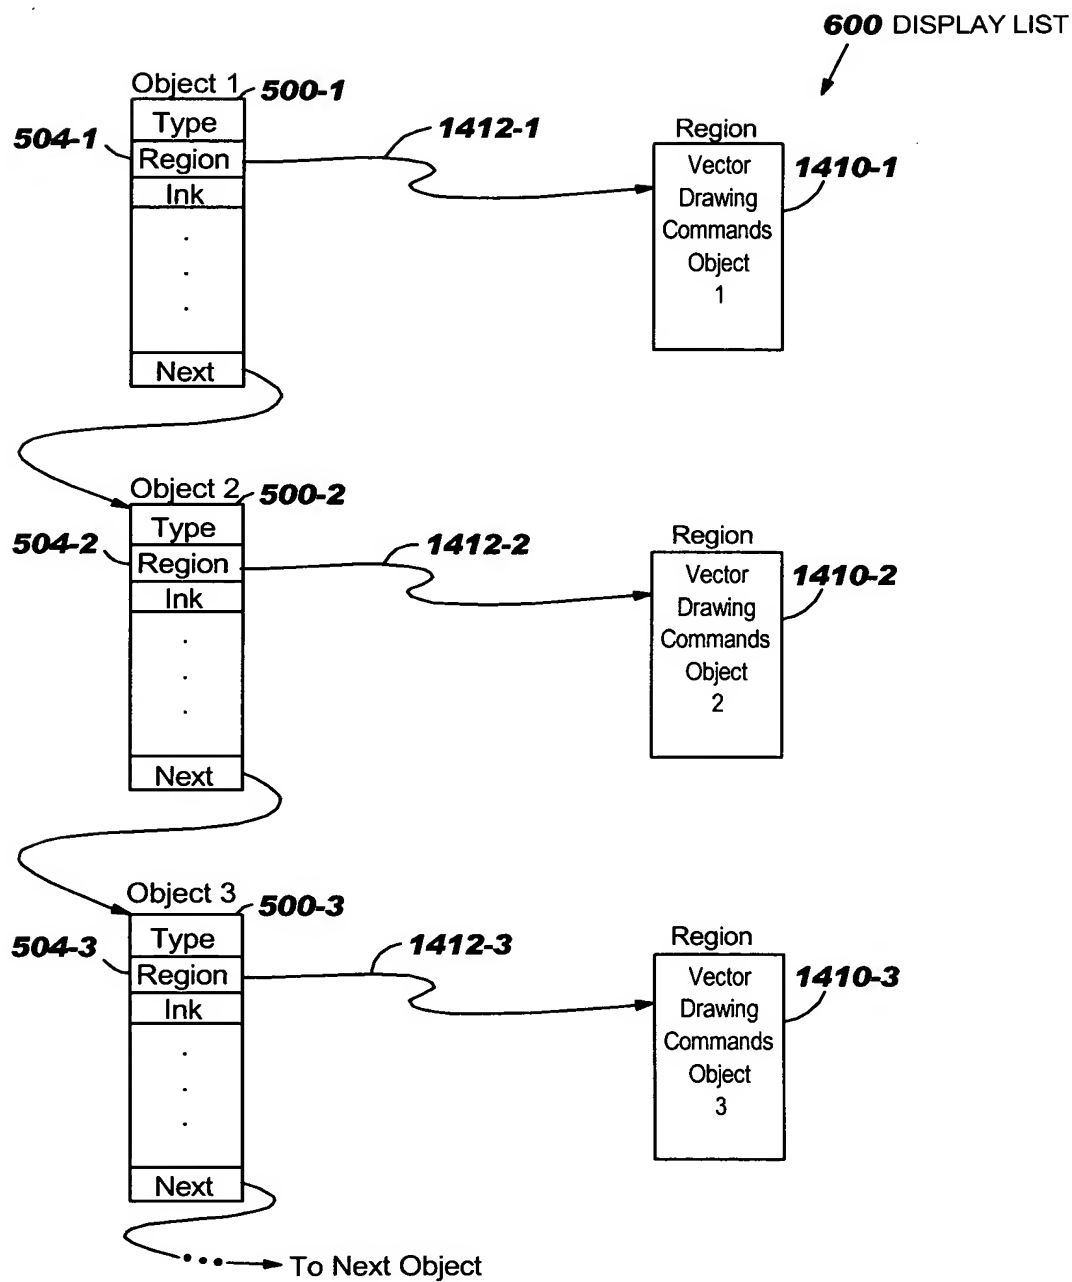 600 DISPLAY LIST
Object 1
500-1
Type
504-1
Region
Ink
Next
1412-1
Region
Vector
Drawing
Commands
Object
1
1410-1
Object 2
500-2
Type
504-2
Region
Ink
Next
1412-2
Region
Vector
Drawing
Commands
Object
2
1410-2
Object 3
500-3
Type
504-3
Region
Ink
Next
1412-3
Region
Vector
Drawing
Commands
Object
3
1410-3
To Next Object